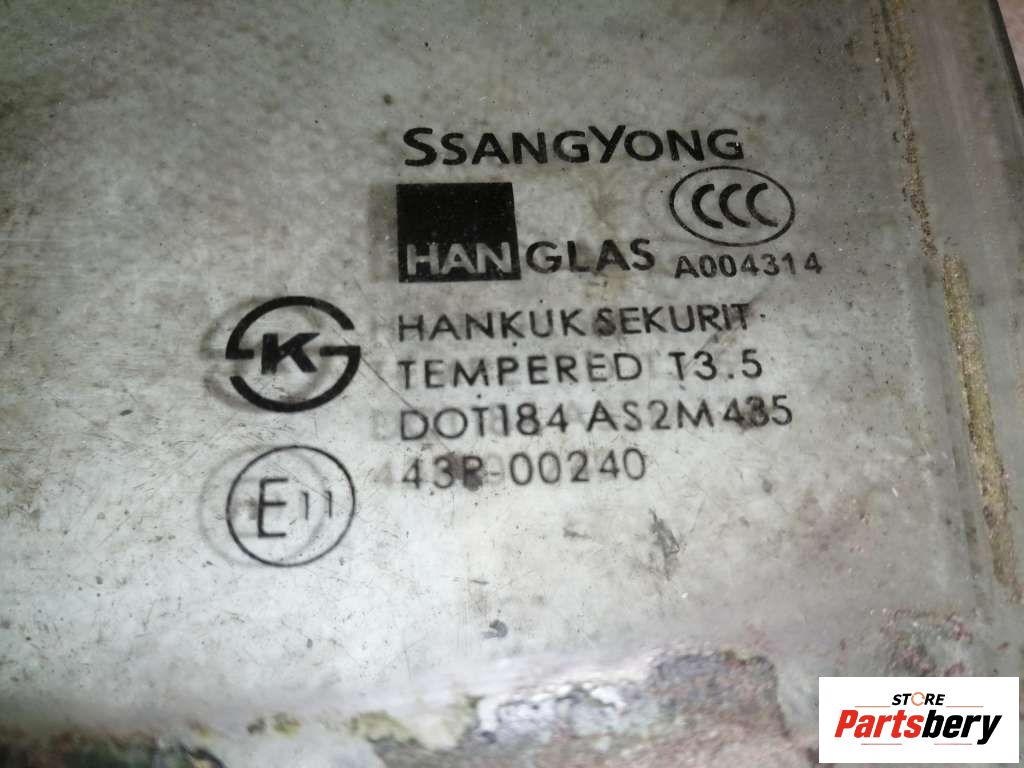 SSANGYONG
CCC
HANGLAS A004314
K HANKUK SEKURIT
TEMPERED T3.5
DOT184 AS2M435
43R-00240
E11
STORE
Partsbery